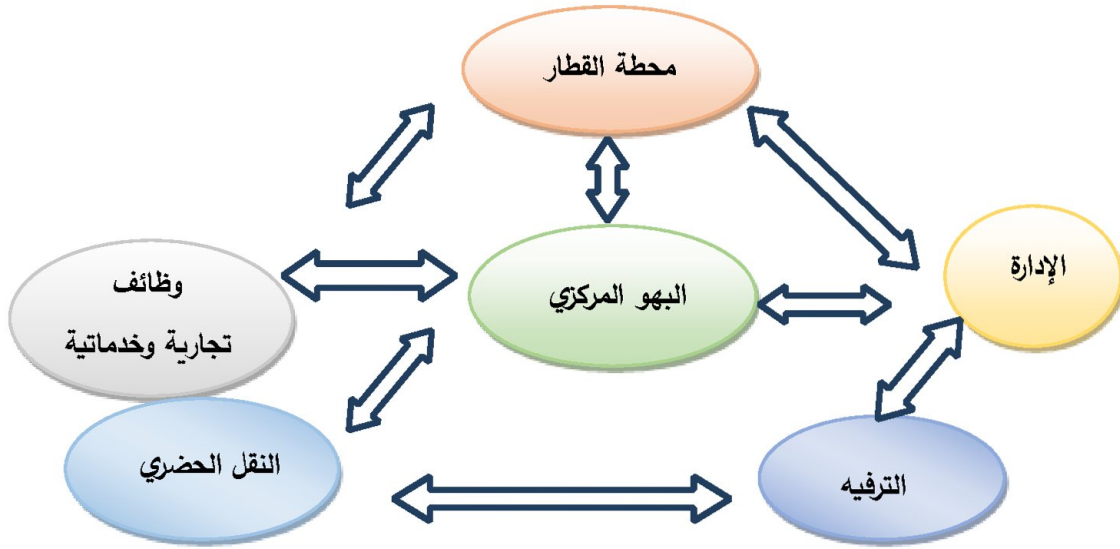 محطة القطار
الإدارة
البهو المركزي
وظائف
تجارية وخدماتية
النقل الحضري
الترفيه